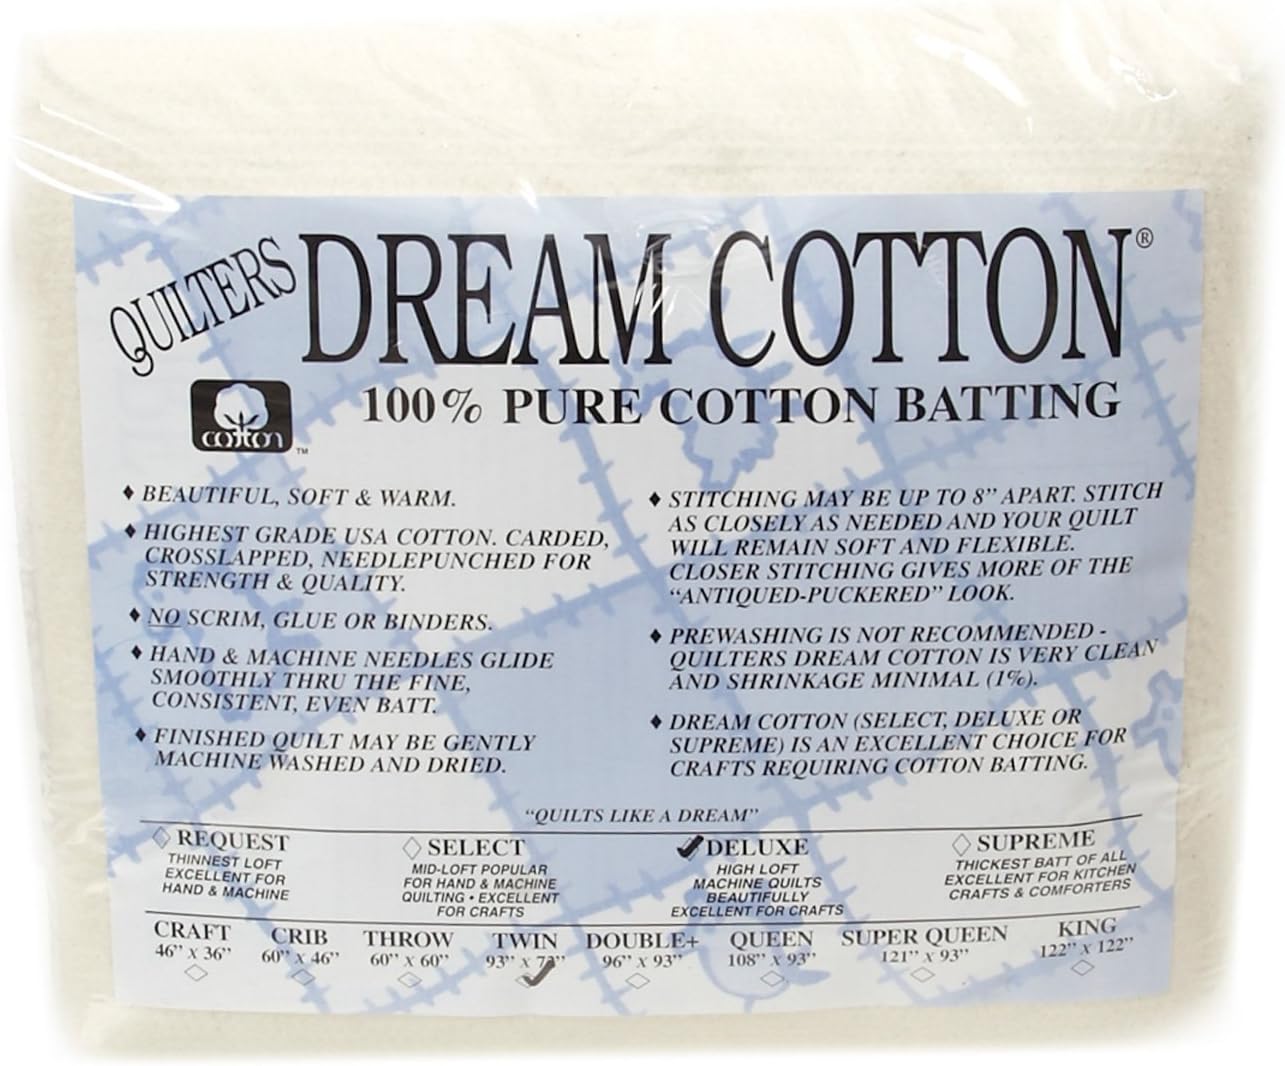 QUILTERS DREAM COTTON®
100% PURE COTTON BATTING
cotton™
♦ BEAUTIFUL, SOFT & WARM.
♦ HIGHEST GRADE USA COTTON. CARDED,
CROSSLAPPED, NEEDLEPUNCHED FOR
STRENGTH & QUALITY.
♦ NO SCRIM, GLUE OR BINDERS.
♦ HAND & MACHINE NEEDLES GLIDE
SMOOTHLY THRU THE FINE,
CONSISTENT, EVEN BATT.
♦ FINISHED QUILT MAY BE GENTLY
MACHINE WASHED AND DRIED.
♦ STITCHING MAY BE UP TO 8” APART. STITCH
AS CLOSELY AS NEEDED AND YOUR QUILT
WILL REMAIN SOFT AND FLEXIBLE.
CLOSER STITCHING GIVES MORE OF THE
“ANTIQUED-PUCKERED” LOOK.
♦ PREWASHING IS NOT RECOMMENDED -
QUILTERS DREAM COTTON IS VERY CLEAN
AND SHRINKAGE MINIMAL (1%).
♦ DREAM COTTON (SELECT, DELUXE OR
SUPREME) IS AN EXCELLENT CHOICE FOR
CRAFTS REQUIRING COTTON BATTING.
“QUILTS LIKE A DREAM”
◇ REQUEST
THINNEST LOFT
EXCELLENT FOR
HAND & MACHINE
◇ SELECT
MID-LOFT POPULAR
FOR HAND & MACHINE
QUILTING • EXCELLENT
FOR CRAFTS
✔ DELUXE
HIGH LOFT
MACHINE QUILTS
BEAUTIFULLY
EXCELLENT FOR CRAFTS
◇ SUPREME
THICKEST BATT OF ALL
EXCELLENT FOR KITCHEN
CRAFTS & COMFORTERS
CRAFT
46” X 36”
CRIB
60” X 46”
THROW
60” X 60”
TWIN
93” X
DOUBLE+
96” X 93”
QUEEN
108” X 93”
SUPER QUEEN
121” X 93”
KING
122” X 122”